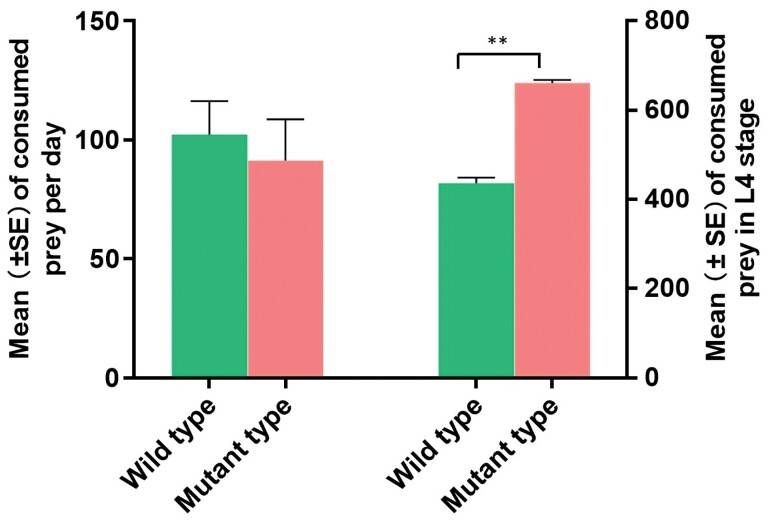 Mean (±SE) of consumed
prey per day
150
100
50
0
**
800
600
400
200
0
Mean (± SE) of consumed
prey in L4 stage
Wild type
Mutant type
Wild type
Mutant type